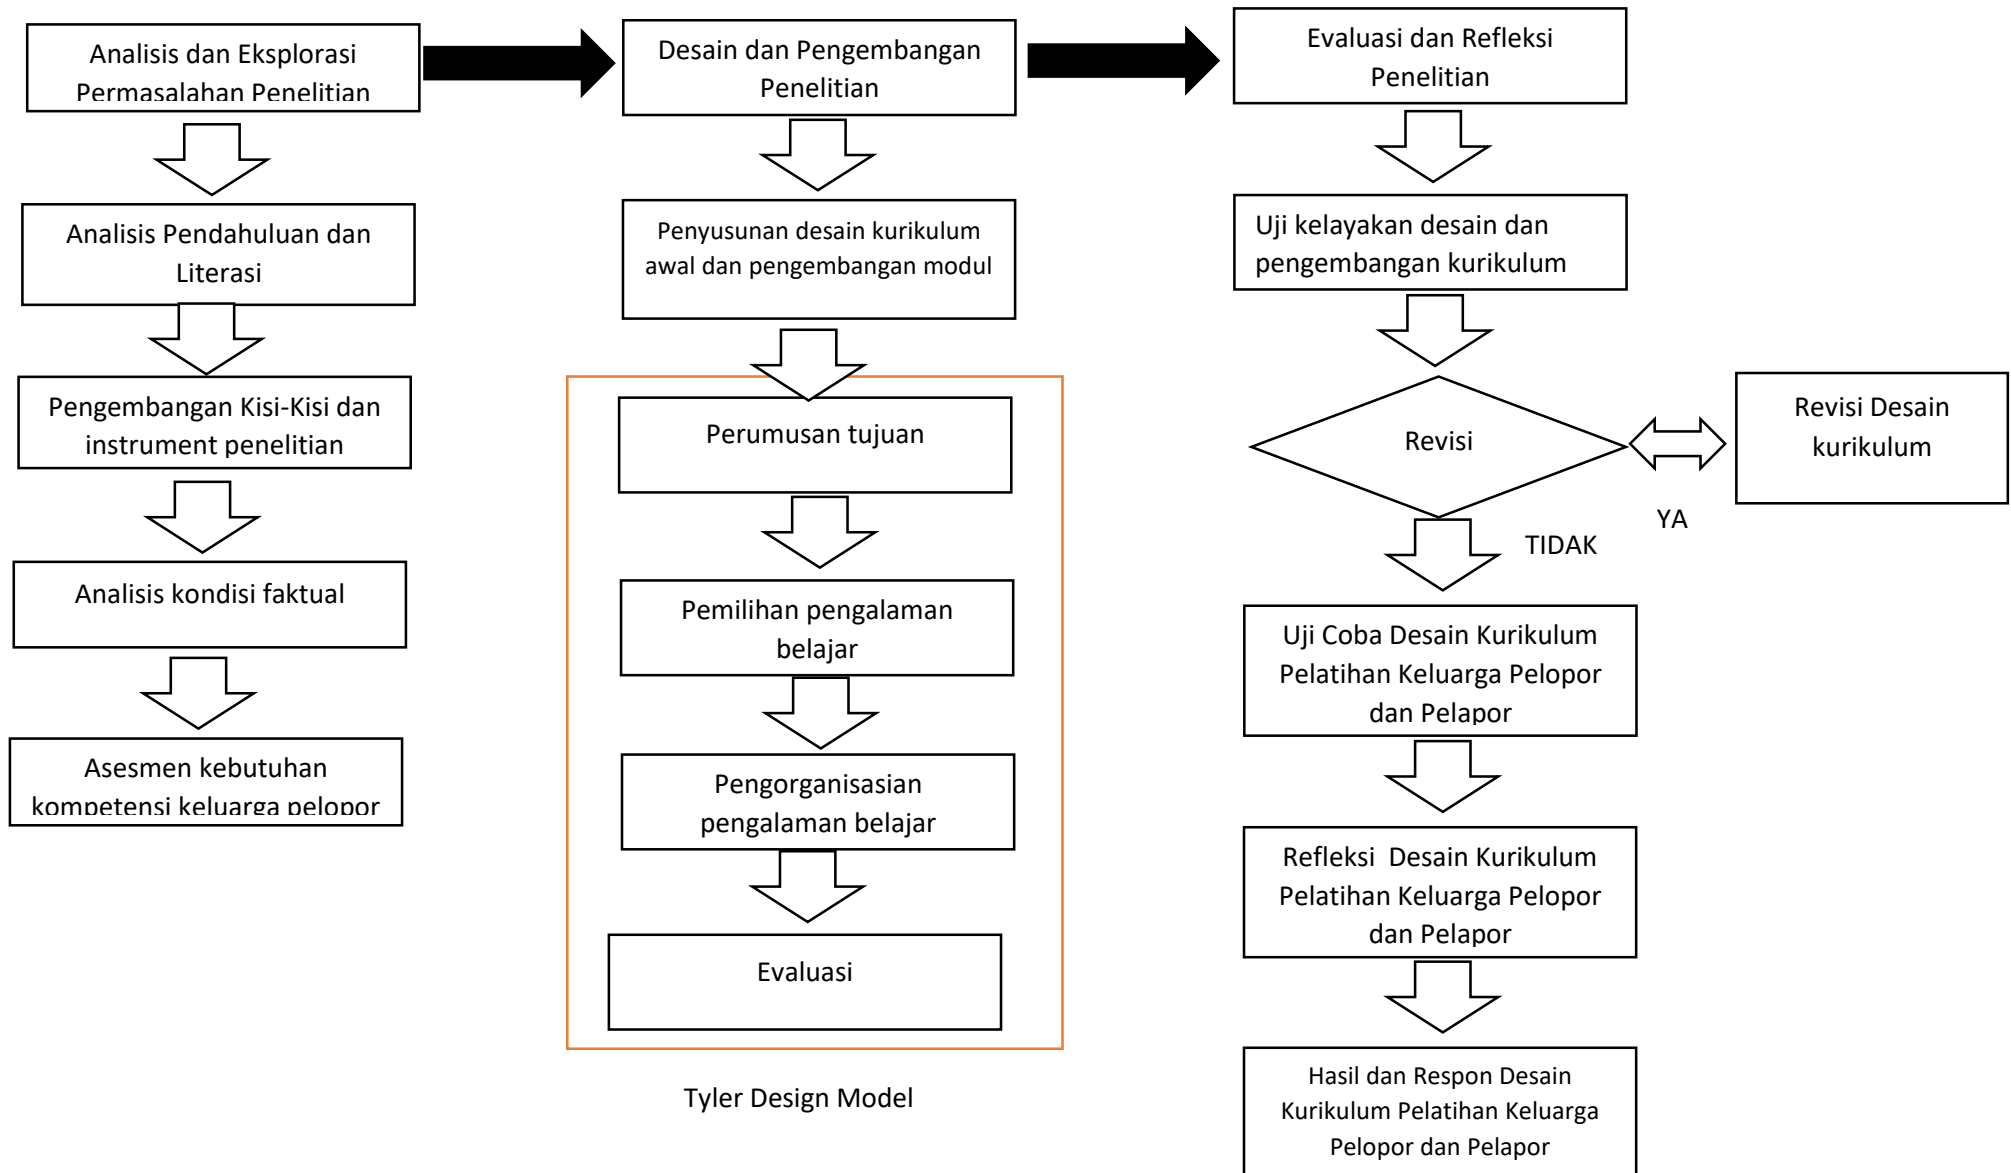 Analisis dan Eksplorasi
Permasalahan Penelitian
Analisis Pendahuluan dan
Literasi
Pengembangan Kisi-Kisi dan
instrument penelitian
Analisis kondisi faktual
Asesmen kebutuhan
kompetensi keluarga pelopor
Desain dan Pengembangan
Penelitian
Penyusunan desain kurikulum
awal dan pengembangan modul
Perumusan tujuan
Pemilihan pengalaman
belajar
Pengorganisasian
pengalaman belajar
Evaluasi
Tyler Design Model
Evaluasi dan Refleksi
Penelitian
Uji kelayakan desain dan
pengembangan kurikulum
Revisi
YA
Revisi Desain
kurikulum
TIDAK
Uji Coba Desain Kurikulum
Pelatihan Keluarga Pelopor
dan Pelapor
Refleksi  Desain Kurikulum
Pelatihan Keluarga Pelopor
dan Pelapor
Hasil dan Respon Desain
Kurikulum Pelatihan Keluarga
Pelopor dan Pelapor